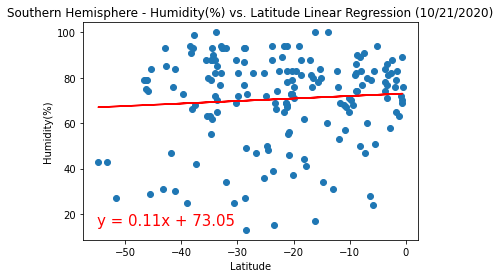 Southern Hemisphere - Humidity(%) vs. Latitude Linear Regression (10/21/2020)
100
80
60
40
20
Humidity(%)
y = 0.11x + 73.05
−50
−40
−30
−20
−10
0
Latitude